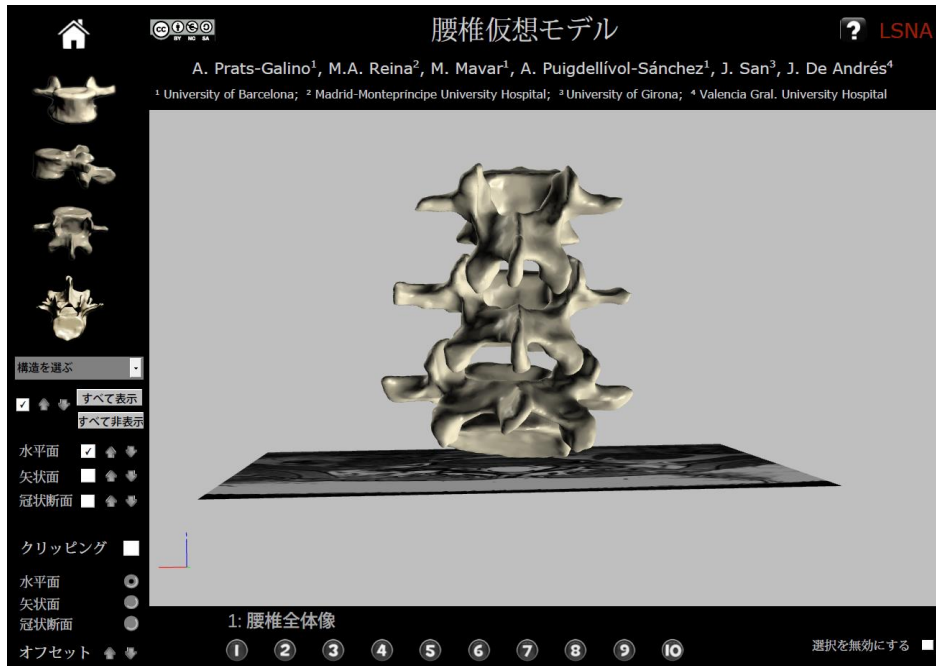 cc BY NC SA
腰椎仮想モデル
? LSNA
A. Prats-Galino¹, M.A. Reina², M. Mavar¹, A. Puigdellívol-Sánchez¹, J. San³, J. De Andrés⁴
¹ University of Barcelona; ² Madrid-Montepríncipe University Hospital; ³ University of Girona; ⁴ Valencia Gral. University Hospital
構造を選ぶ
すべて表示
すべて非表示
水平面
矢状面
冠状断面
クリッピング
水平面
矢状面
冠状断面
オフセット
1: 腰椎全体像
1 2 3 4 5 6 7 8 9 10
選択を無効にする